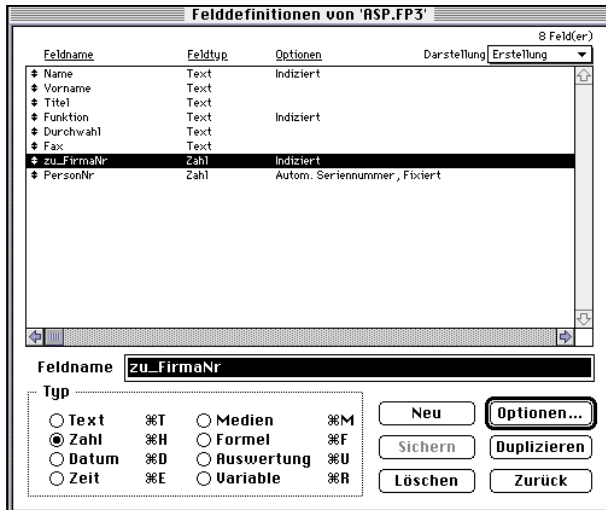 Felddefinitionen von 'ASP.FP3'
8 Feld(er)
Feldname Feldtyp Optionen Darstellung Erstellung
Name Text Indiziert
Vorname Text
Titel Text
Funktion Text Indiziert
Durchwahl Text
Fax Text
zu_FirmaNr Zahl Indiziert
PersonNr Zahl Autom. Seriennummer, Fixiert
Feldname zu_FirmaNr
Typ
Text ⌘T Medien ⌘M
Zahl ⌘H Formel ⌘F
Datum ⌘D Auswertung ⌘U
Zeit ⌘E Variable ⌘R
Neu Optionen...
Sichern Duplizieren
Löschen Zurück